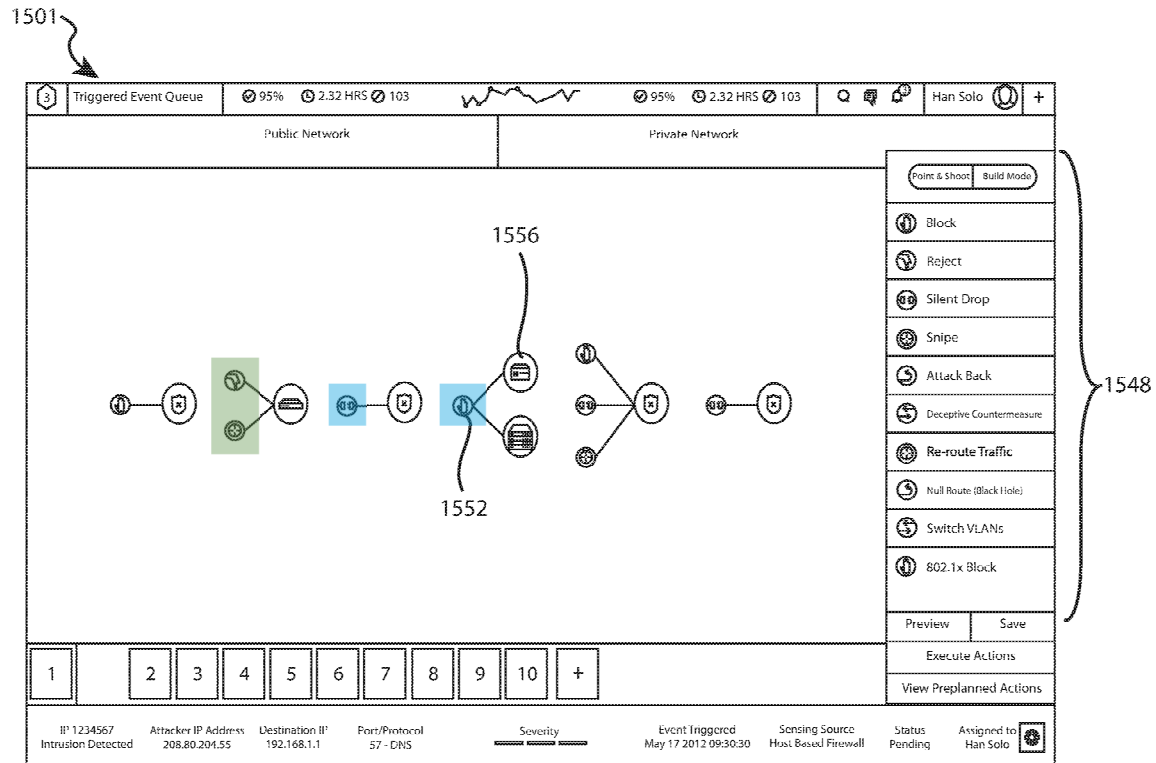 1501
3 Triggered Event Queue 95% 2.32 HRS 103 95% 2.32 HRS 103 Han Solo +
Public Network Private Network
Point & Shoot Build Mode
Block
Reject
Silent Drop
Snipe
Attack Back
Deceptive Countermeasure
Re-route Traffic
Null Route (Black Hole)
Switch VLANs
802.1x Block
1548
1556
1552
Preview Save
Execute Actions
View Preplanned Actions
1 2 3 4 5 6 7 8 9 10 +
IP 1234567 Attacker IP Address Destination IP Port/Protocol Severity Event Triggered Sensing Source Status Assigned to
Intrusion Detected 208.80.204.55 192.168.1.1 57 - DNS May 17 2012 09:30:30 Host Based Firewall Pending Han Solo